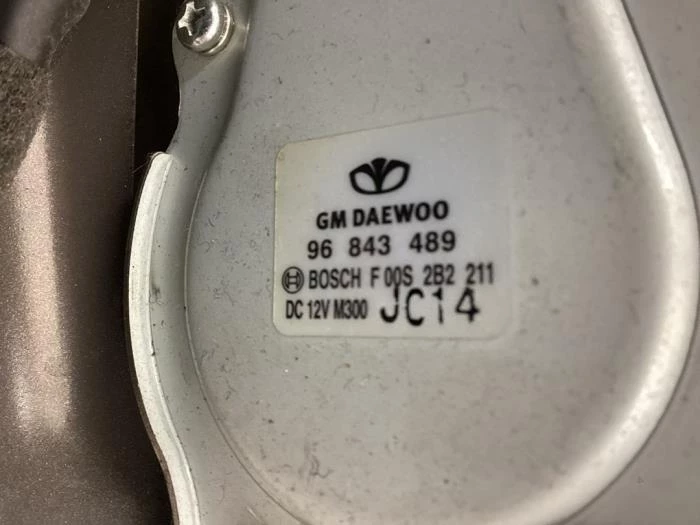 GM DAEWOO
96 843 489
BOSCH F 00S 2B2 211
DC 12V M300 JC14